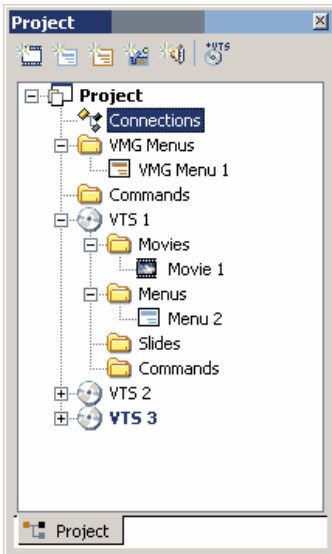 Project
+VTS
Project
Connections
VMG Menus
VMG Menu 1
Commands
VTS 1
Movies
Movie 1
Menus
Menu 2
Slides
Commands
VTS 2
VTS 3
Project